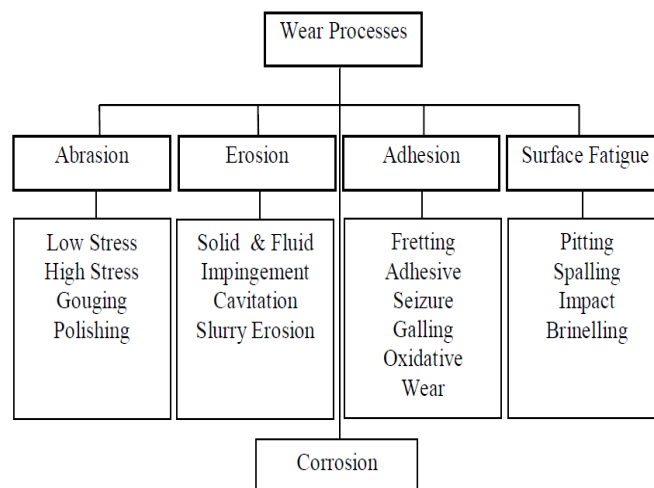 Wear Processes
Abrasion
Erosion
Adhesion
Surface Fatigue
Low Stress
High Stress
Gouging
Polishing
Solid & Fluid
Impingement
Cavitation
Slurry Erosion
Fretting
Adhesive
Seizure
Galling
Oxidative
Wear
Pitting
Spalling
Impact
Brinelling
Corrosion